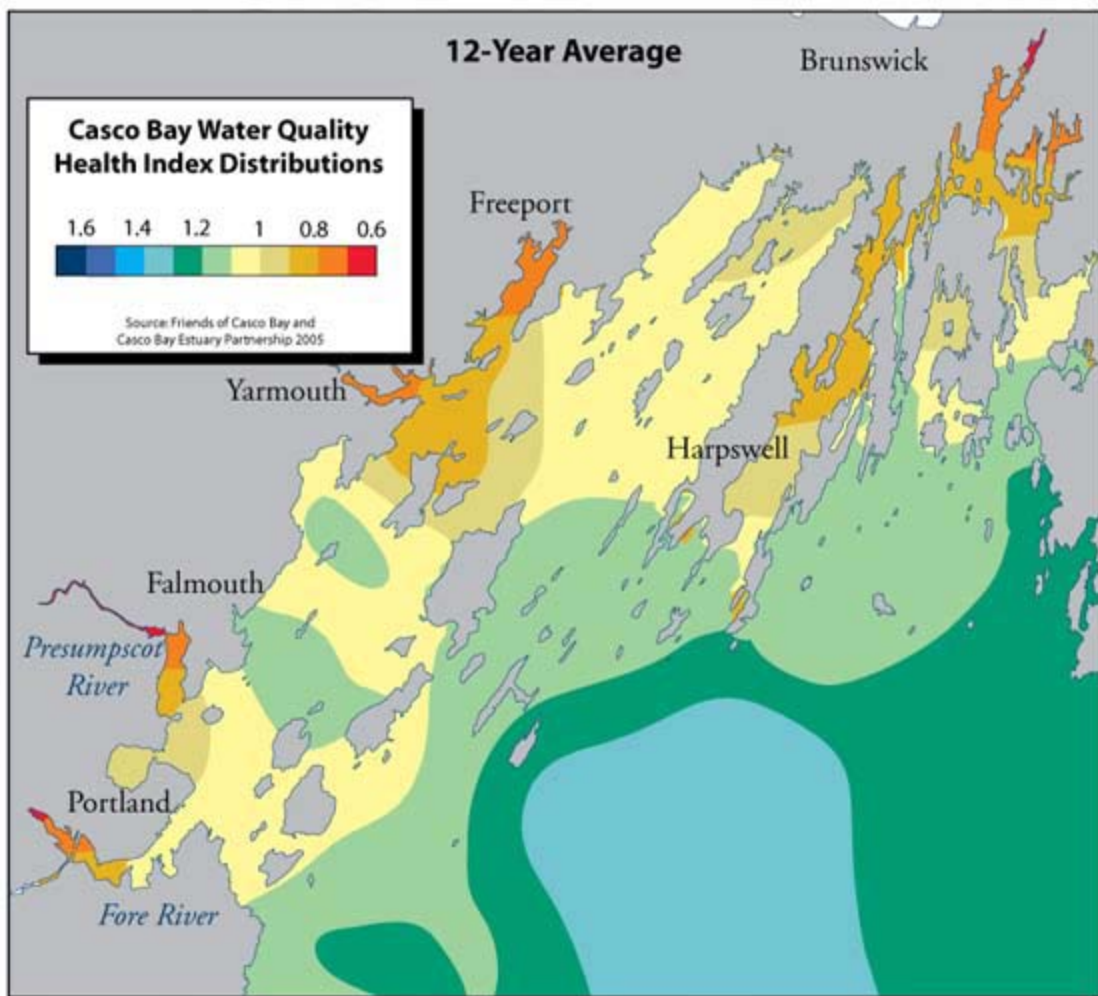 12-Year Average
Brunswick
Casco Bay Water Quality
Health Index Distributions
1.6 1.4 1.2 1 0.8 0.6
Source: Friends of Casco Bay and
Casco Bay Estuary Partnership 2005
Freeport
Yarmouth
Harpswell
Falmouth
Presumpscot
River
Portland
Fore River